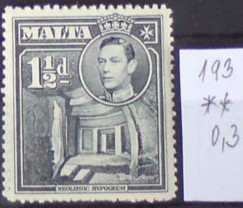 MALTA
1½d
NEOLITHIC HYPOGEUM
193
**
0,3